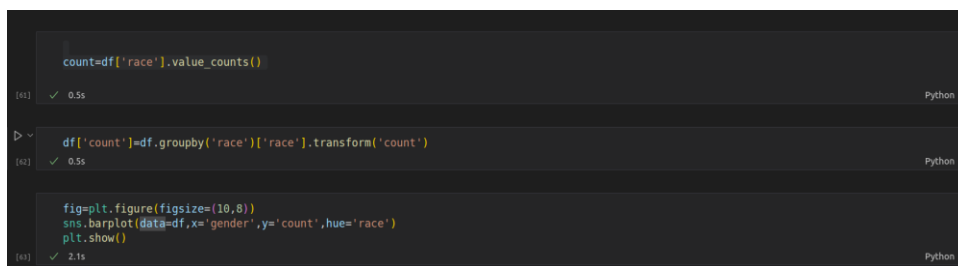 count=df['race'].value_counts()
[61] ✓ 0.5s Python
df['count']=df.groupby('race')['race'].transform('count')
[62] ✓ 0.5s Python
fig=plt.figure(figsize=(10,8))
sns.barplot(data=df,x='gender',y='count',hue='race')
plt.show()
[63] ✓ 2.1s Python